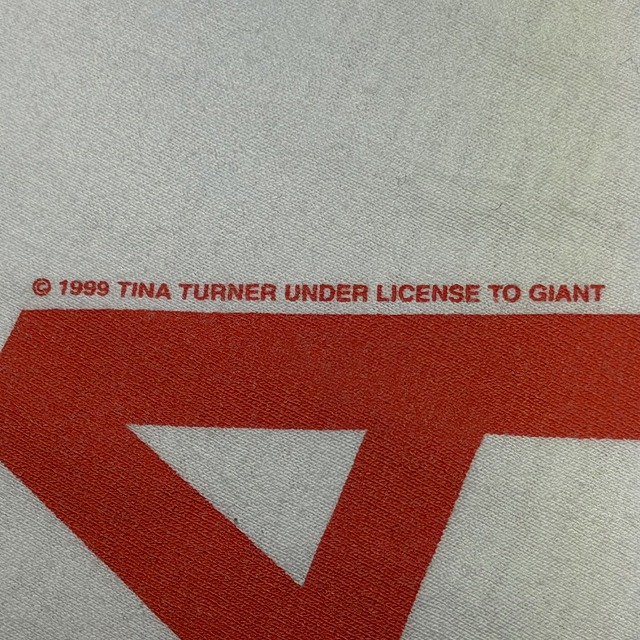 © 1999 TINA TURNER UNDER LICENSE TO GIANT